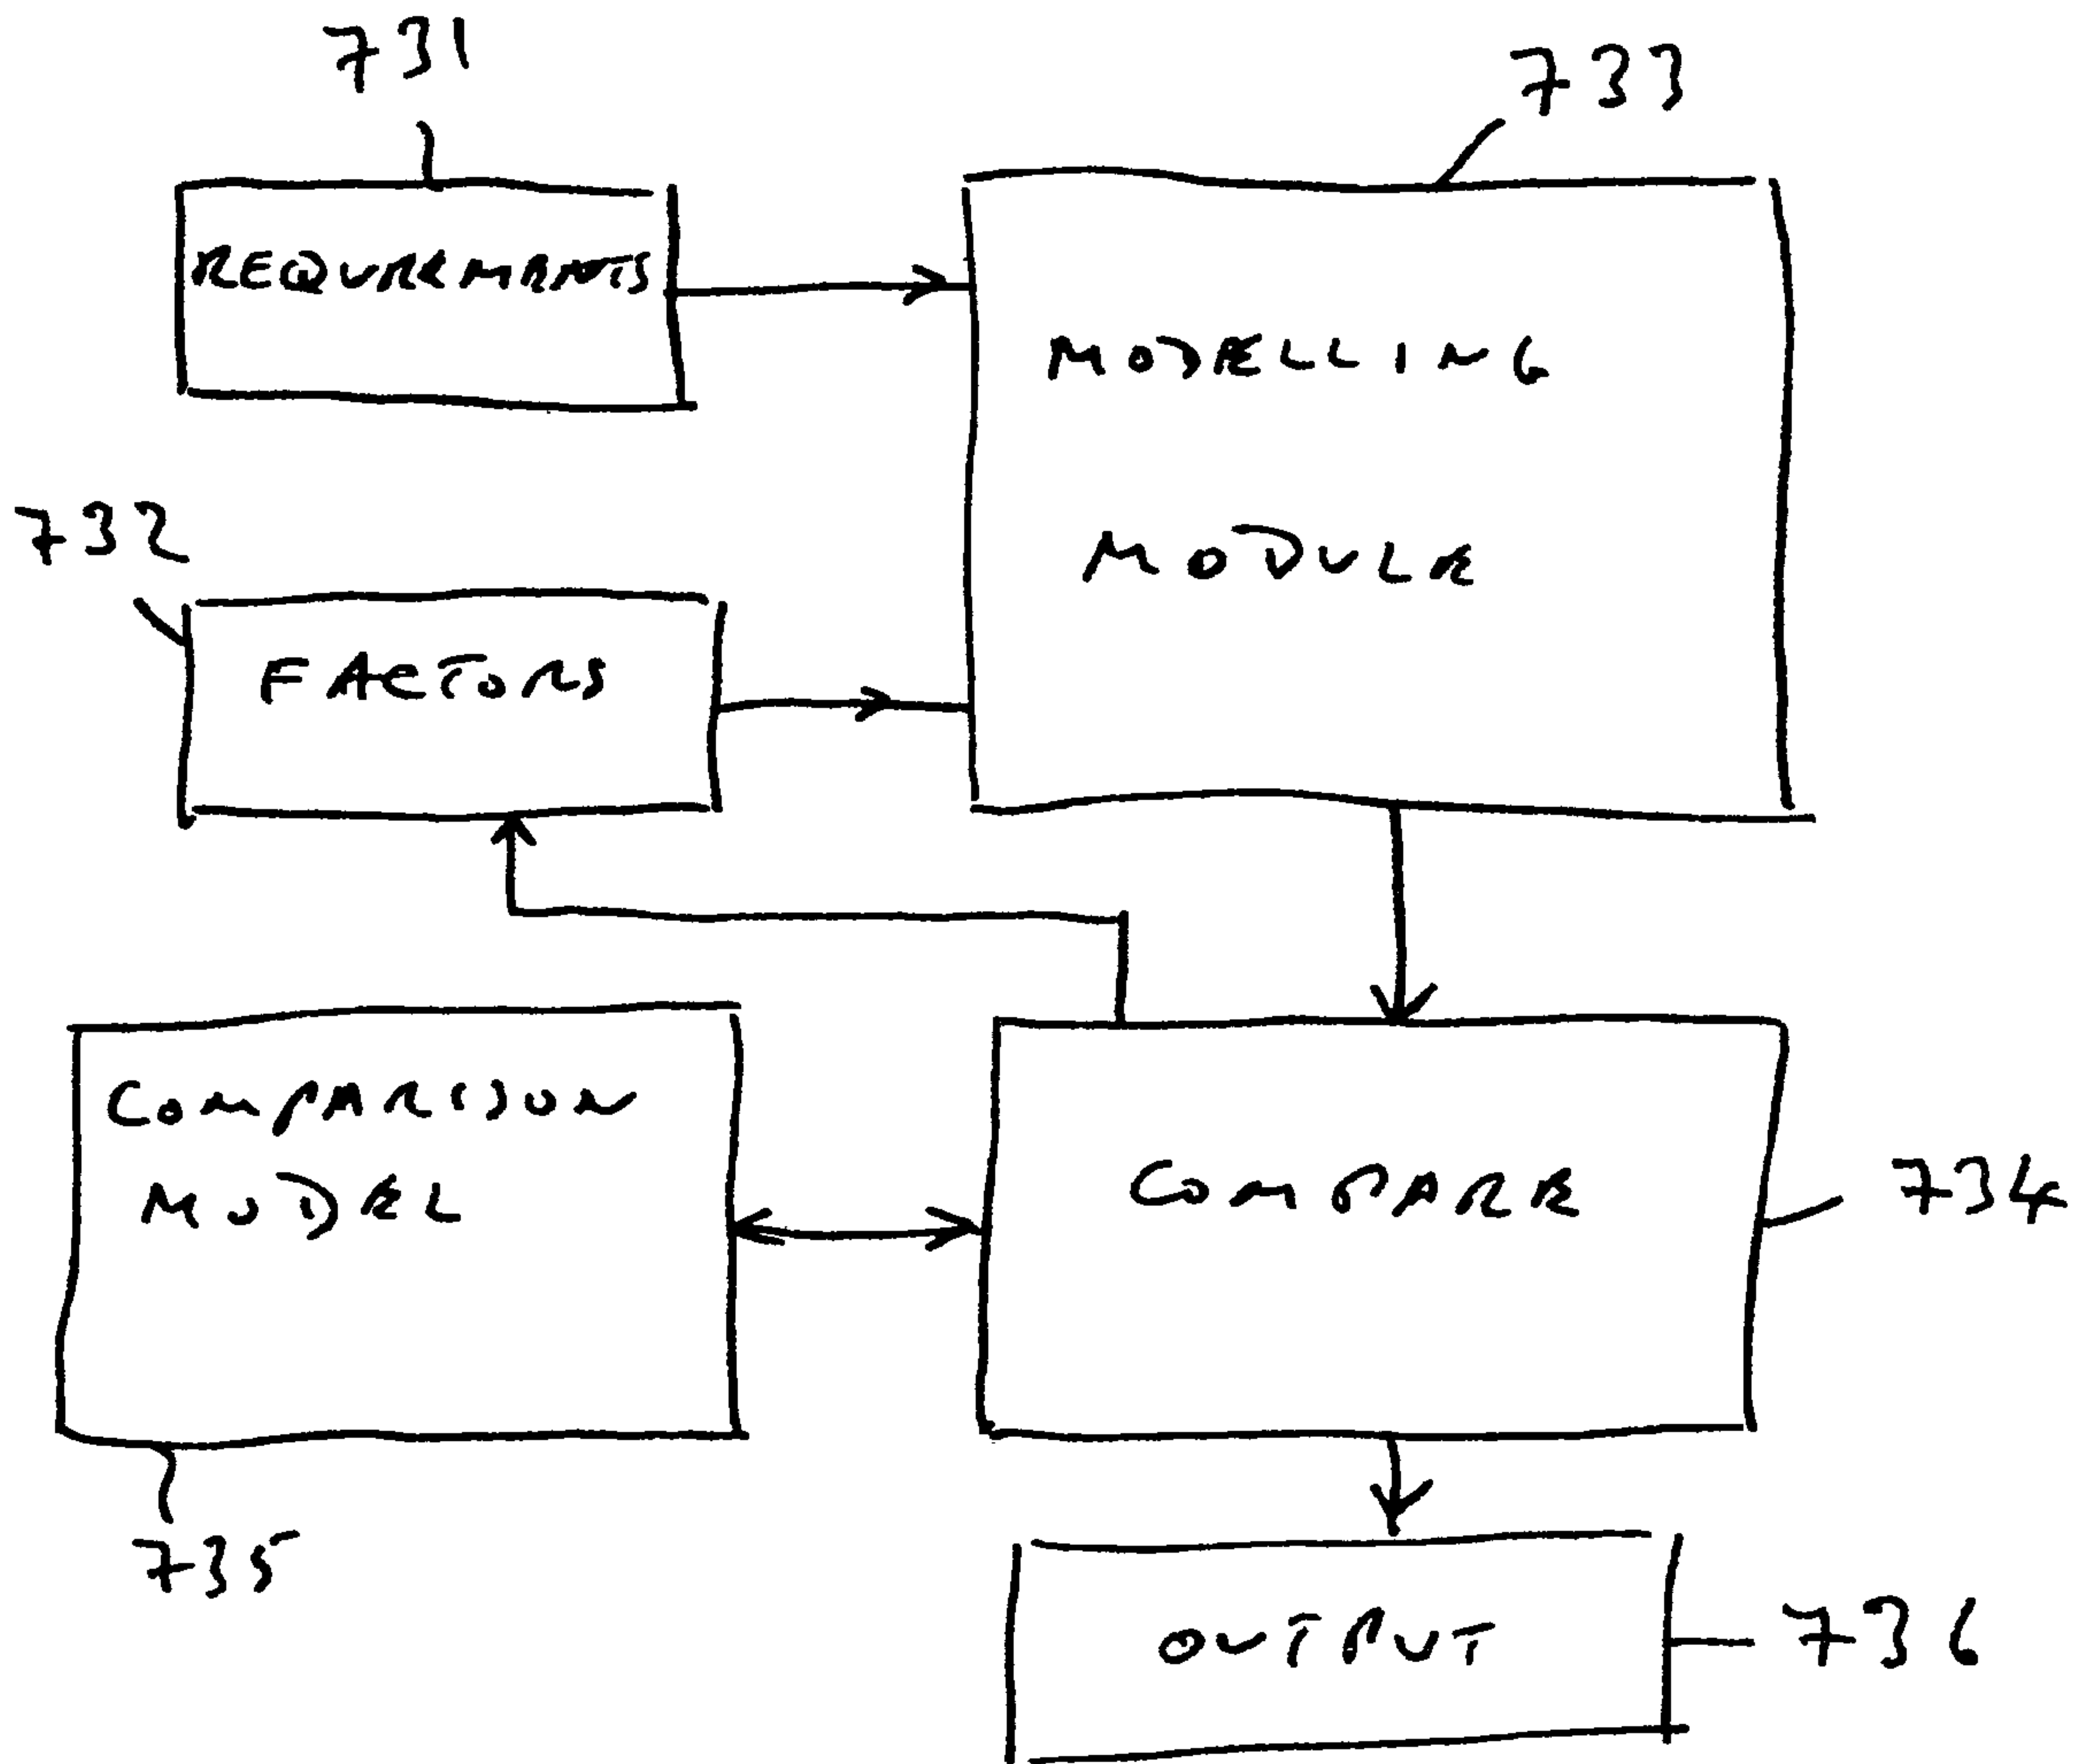 731
733
REQUIREMENTS
MODELLING
MODULE
732
FACTORS
COMPARISON
MODEL
COMPARE
734
735
OUTPUT
736